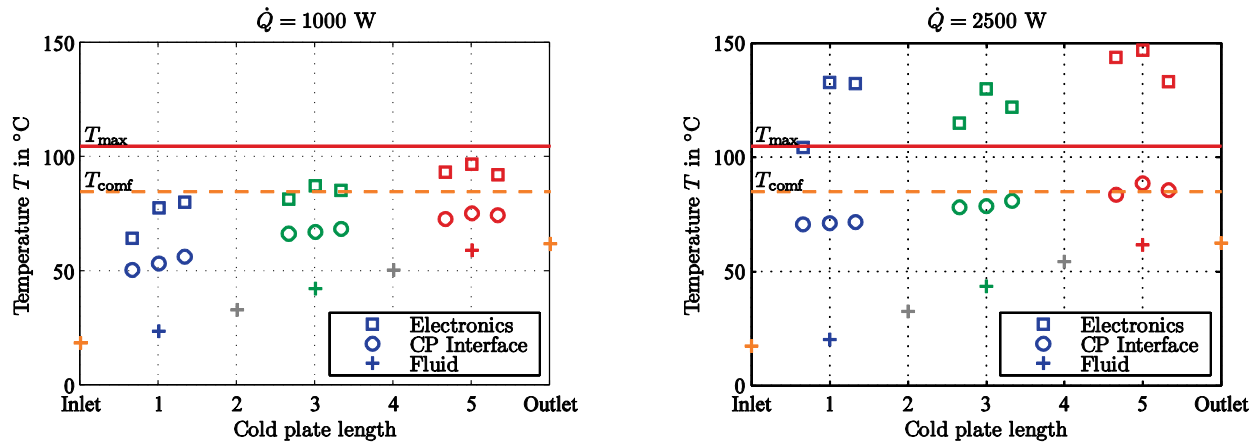 Q̇ = 1000 W
150
100
50
0
Temperature T in °C
T_max
T_comf
Electronics
CP Interface
Fluid
Inlet 1 2 3 4 5 Outlet
Cold plate length
Q̇ = 2500 W
150
100
50
0
Temperature T in °C
T_max
T_comf
Electronics
CP Interface
Fluid
Inlet 1 2 3 4 5 Outlet
Cold plate length